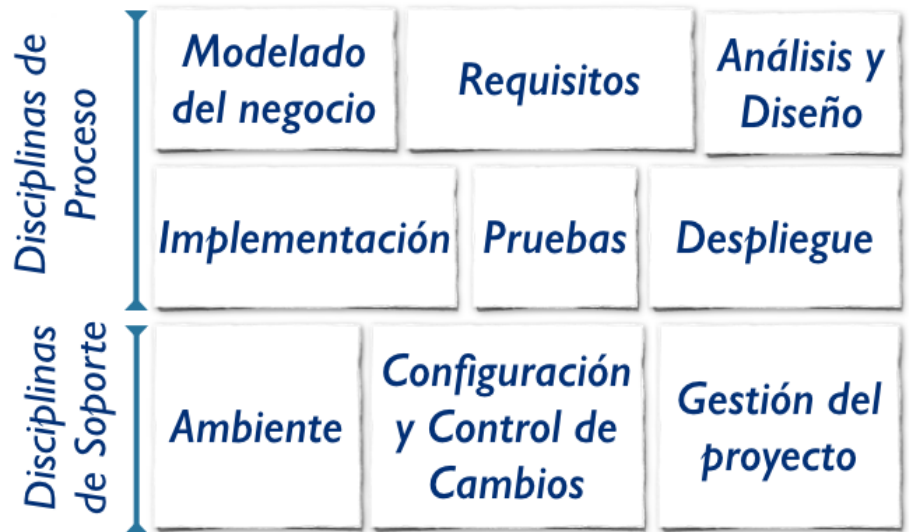 Disciplinas de
Proceso
Modelado
del negocio
Requisitos
Análisis y
Diseño
Implementación
Pruebas
Despliegue
Disciplinas
de Soporte
Ambiente
Configuración
y Control de
Cambios
Gestión del
proyecto